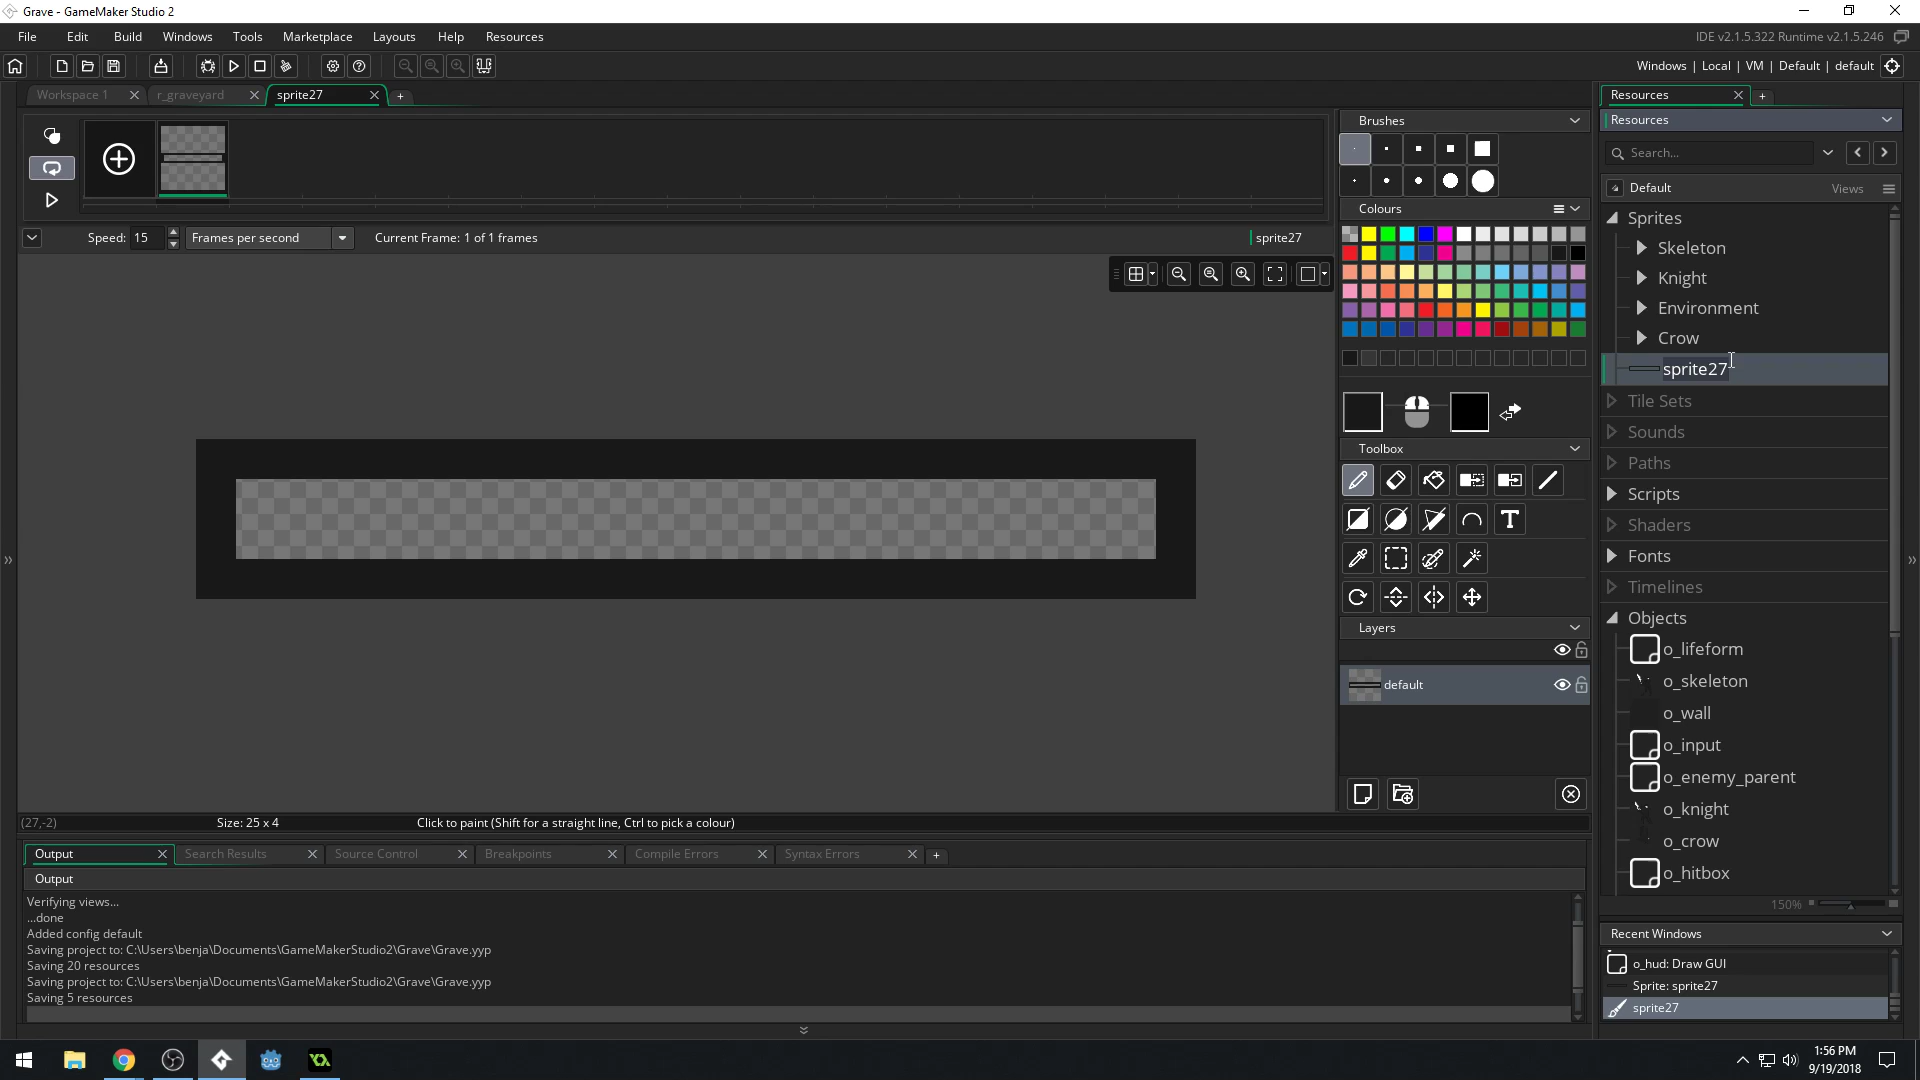 Grave - GameMaker Studio 2
File Edit Build Windows Tools Marketplace Layouts Help Resources
IDE v2.1.5.322 Runtime v2.1.5.246
Windows | Local | VM | Default | default
Workspace 1
r_graveyard
sprite27
Resources
Brushes
Resources
Search...
Default
Views
Speed: 15
Frames per second
Current Frame: 1 of 1 frames
sprite27
Colours
Toolbox
Layers
default
Sprites
Skeleton
Knight
Environment
Crow
sprite27
Tile Sets
Sounds
Paths
Scripts
Shaders
Fonts
Timelines
Objects
o_lifeform
o_skeleton
o_wall
o_input
o_enemy_parent
o_knight
o_crow
o_hitbox
150%
Recent Windows
o_hud: Draw GUI
Sprite: sprite27
sprite27
(27,-2)
Size: 25 x 4
Click to paint (Shift for a straight line, Ctrl to pick a colour)
Output
Search Results
Source Control
Breakpoints
Compile Errors
Syntax Errors
Output
Verifying views...
...done
Added config default
Saving project to: C:\Users\benja\Documents\GameMakerStudio2\Grave\Grave.yyp
Saving 20 resources
Saving project to: C:\Users\benja\Documents\GameMakerStudio2\Grave\Grave.yyp
Saving 5 resources
1:56 PM
9/19/2018